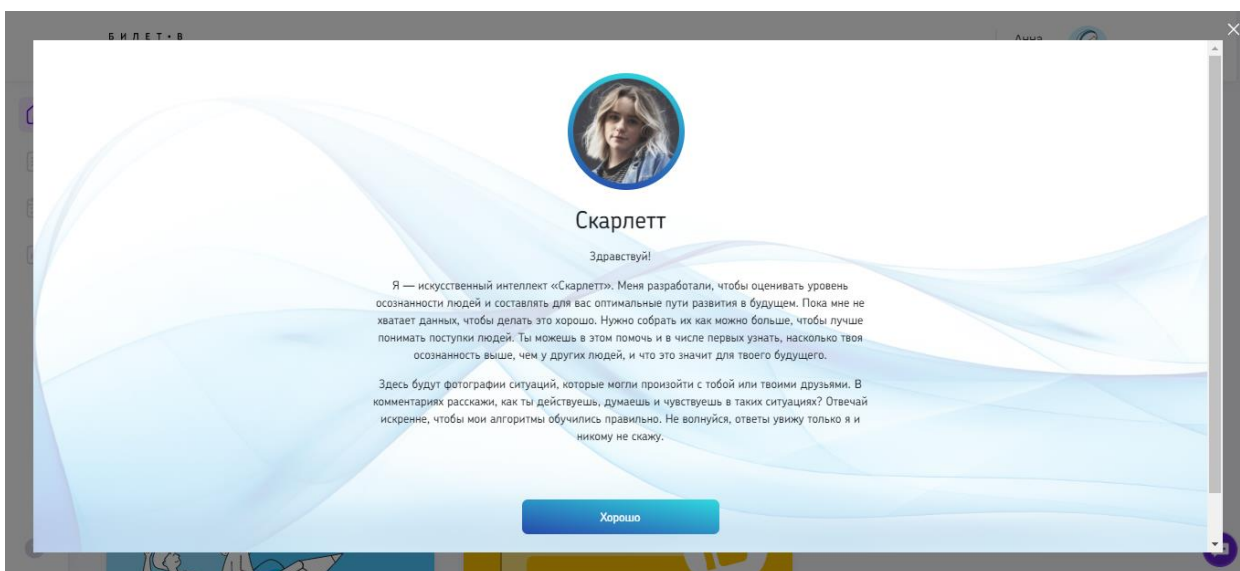 БИЛЕТ•В
Анна
Скарлетт
Здравствуй!
Я — искусственный интеллект «Скарлетт». Меня разработали, чтобы оценивать уровень
осознанности людей и составлять для вас оптимальные пути развития в будущем. Пока мне не
хватает данных, чтобы делать это хорошо. Нужно собрать их как можно больше, чтобы лучше
понимать поступки людей. Ты можешь в этом помочь и в числе первых узнать, насколько твоя
осознанность выше, чем у других людей, и что это значит для твоего будущего.
Здесь будут фотографии ситуаций, которые могли произойти с тобой или твоими друзьями. В
комментариях расскажи, как ты действуешь, думаешь и чувствуешь в таких ситуациях? Отвечай
искренне, чтобы мои алгоритмы обучились правильно. Не волнуйся, ответы увижу только я и
никому не скажу.
Хорошо